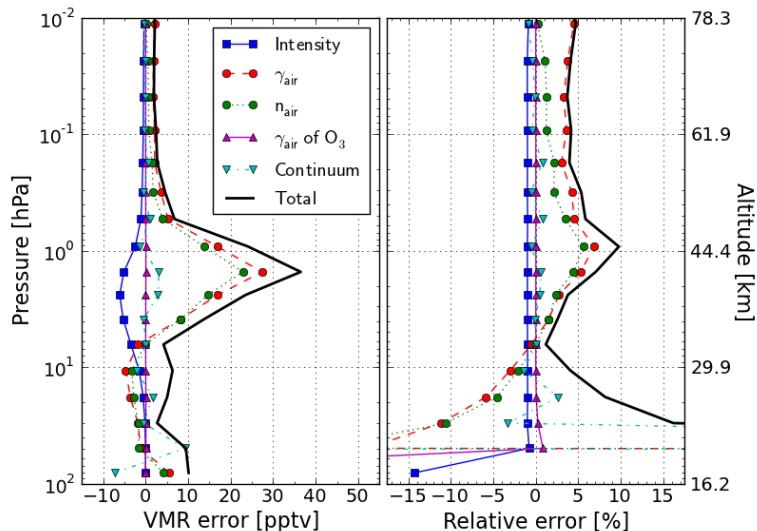 10⁻²
10⁻¹
10⁰
10¹
10²
Pressure [hPa]
Intensity
γair
nair
γair of O₃
Continuum
Total
−10 0 10 20 30 40 50
VMR error [pptv]
−15 −10 −5 0 5 10 15
Relative error [%]
78.3
61.9
44.4
29.9
16.2
Altitude [km]